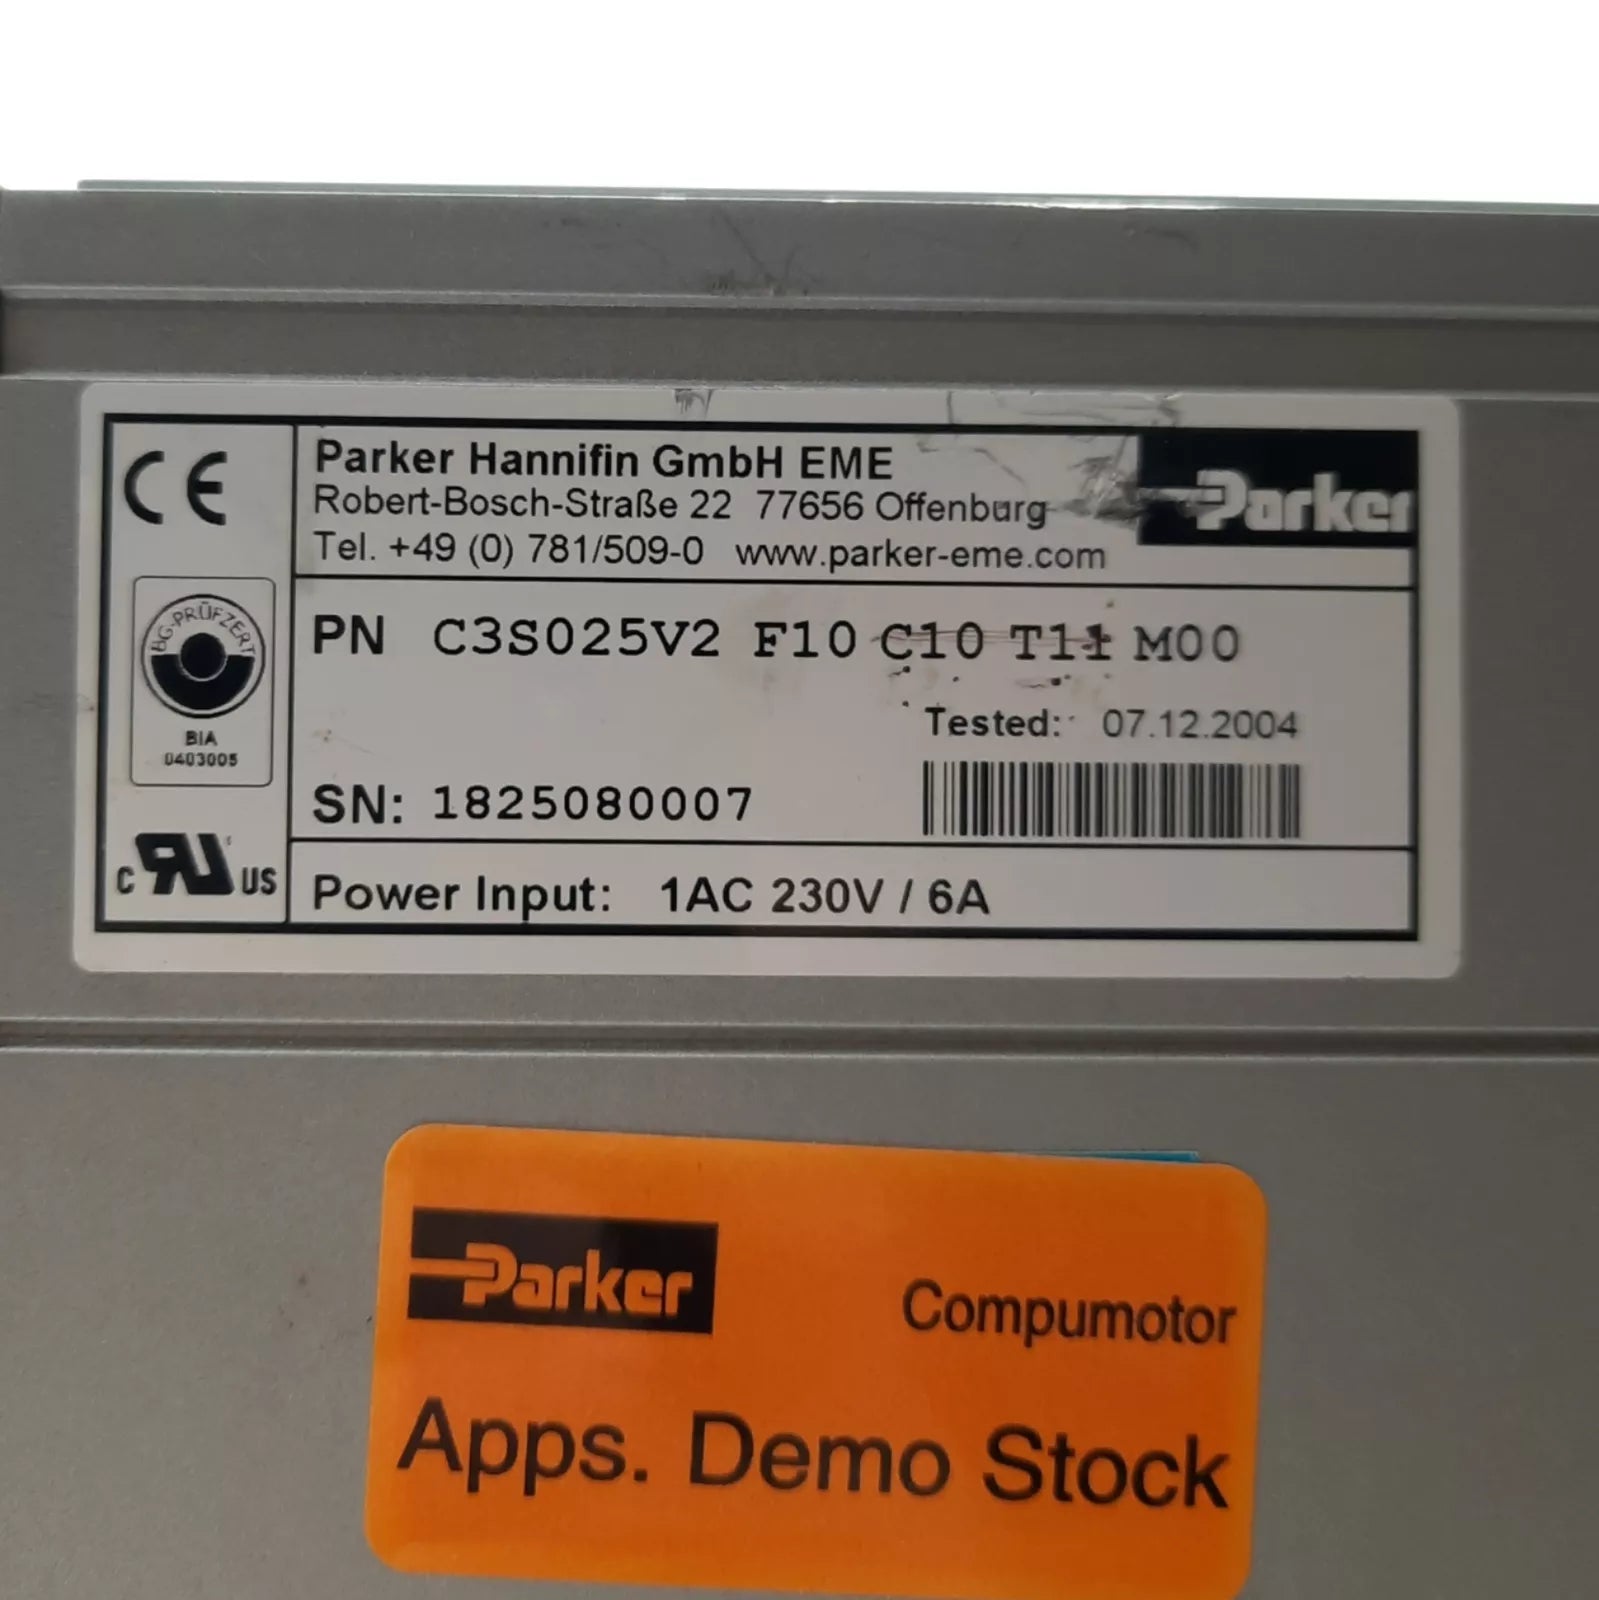 CE
Parker Hannifin GmbH EME
Robert-Bosch-Straße 22 77656 Offenburg
Tel. +49 (0) 781/509-0 www.parker-eme.com
Parker
BG-PRÜFZERT
BIA
0403005
PN C3S025V2 F10 C10 T11 M00
Tested: 07.12.2004
SN: 1825080007
c RU US
Power Input: 1AC 230V / 6A
Parker
Compumotor
Apps. Demo Stock